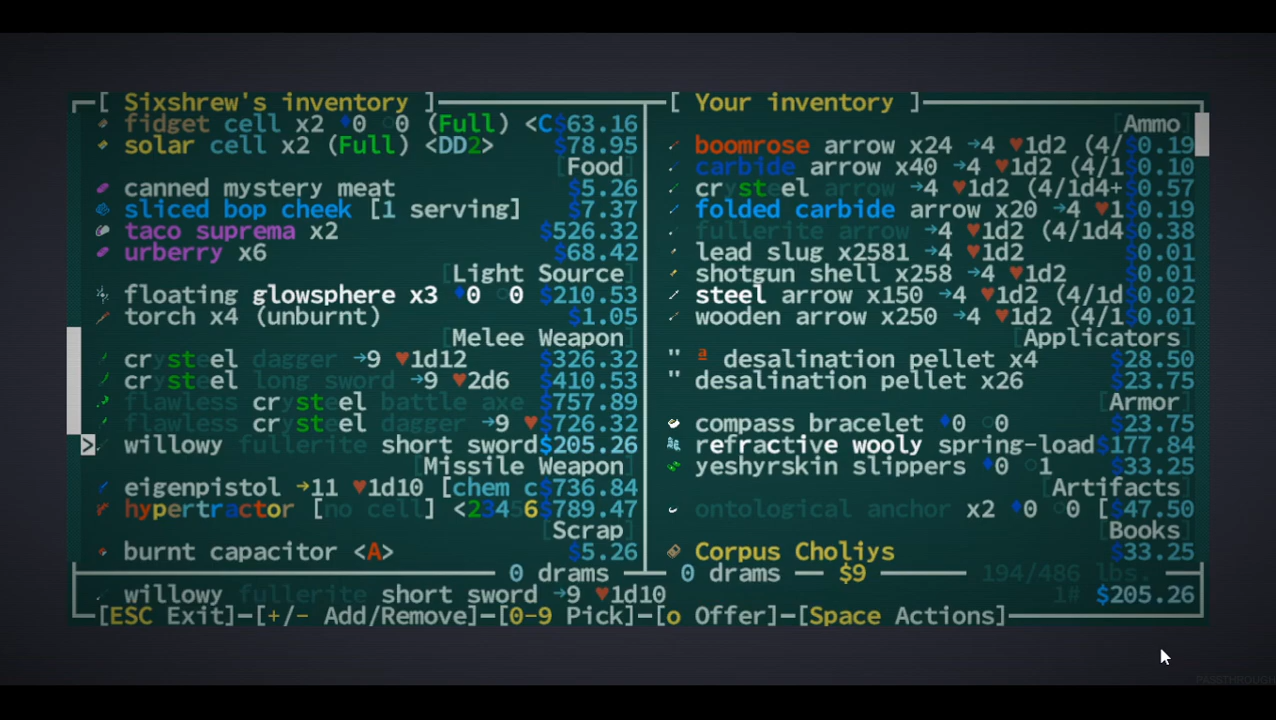 [ Sixshrew's inventory ]
fidget cell x2 ♦0 ○0 (Full) <C $63.16
solar cell x2 (Full) <DD2> $78.95
[Food]
canned mystery meat $5.26
sliced bop cheek [1 serving] $7.37
taco suprema x2 $526.32
urberry x6 $68.42
[Light Source]
floating glowsphere x3 ♦0 ○0 $210.53
torch x4 (unburnt) $1.05
[Melee Weapon]
crysteel dagger →9 ♥1d12 $326.32
crysteel long sword →9 ♥2d6 $410.53
flawless crysteel battle axe $757.89
flawless crysteel dagger →9 ♥ $726.32
> willowy fullerite short sword $205.26
[Missile Weapon]
eigenpistol →11 ♥1d10 [chem c $736.84
hypertractor [no cell] <23456 $789.47
[Scrap]
burnt capacitor <A> $5.26
[ Your inventory ]
[Ammo]
boomrose arrow x24 →4 ♥1d2 (4/ $0.19
carbide arrow x40 →4 ♥1d2 (4/1 $0.10
crysteel arrow →4 ♥1d2 (4/1d4+ $0.57
folded carbide arrow x20 →4 ♥1 $0.19
fullerite arrow →4 ♥1d2 (4/1d4 $0.38
lead slug x2581 →4 ♥1d2 $0.01
shotgun shell x258 →4 ♥1d2 $0.01
steel arrow x150 →4 ♥1d2 (4/1d $0.02
wooden arrow x250 →4 ♥1d2 (4/1 $0.01
[Applicators]
" ª desalination pellet x4 $28.50
" desalination pellet x26 $23.75
[Armor]
compass bracelet ♦0 ○0 $23.75
refractive wooly spring-load $177.84
yeshyrskin slippers ♦0 ○1 $33.25
[Artifacts]
ontological anchor x2 ♦0 ○0 [ $47.50
[Books]
Corpus Choliys $33.25
0 drams 0 drams $9 194/486 lbs.
willowy fullerite short sword →9 ♥1d10 1# $205.26
[ESC Exit]-[+/- Add/Remove]-[0-9 Pick]-[o Offer]-[Space Actions]
PASSTHROUGH